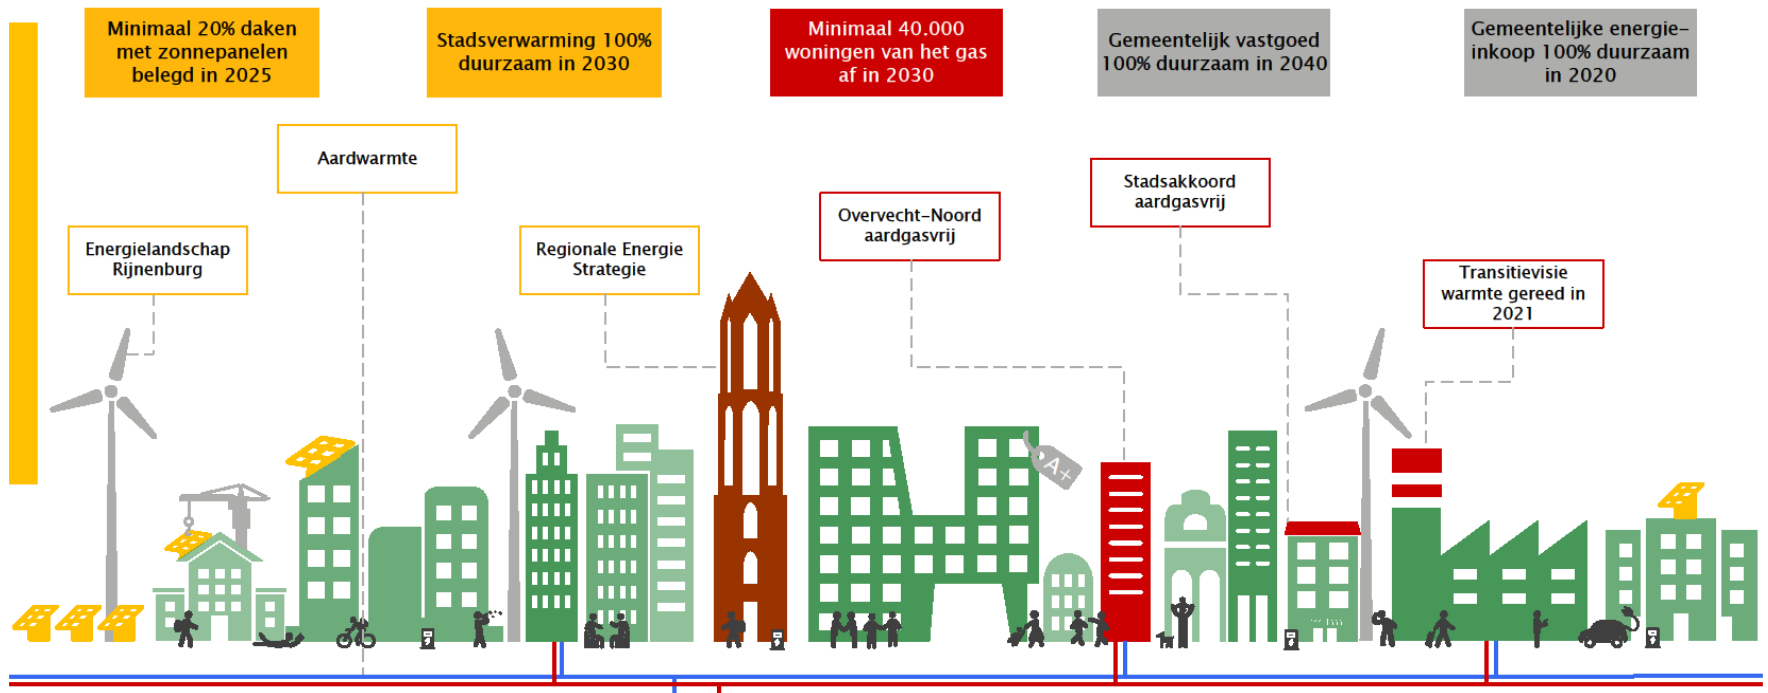 Minimaal 20% daken
met zonnepanelen
belegd in 2025
Stadsverwarming 100%
duurzaam in 2030
Minimaal 40.000
woningen van het gas
af in 2030
Gemeentelijk vastgoed
100% duurzaam in 2040
Gemeentelijke energie-
inkoop 100% duurzaam
in 2020
Aardwarmte
Energielandschap
Rijnenburg
Regionale Energie
Strategie
Overvecht-Noord
aardgasvrij
Stadsakkoord
aardgasvrij
Transitievisie
warmte gereed in
2021
A+